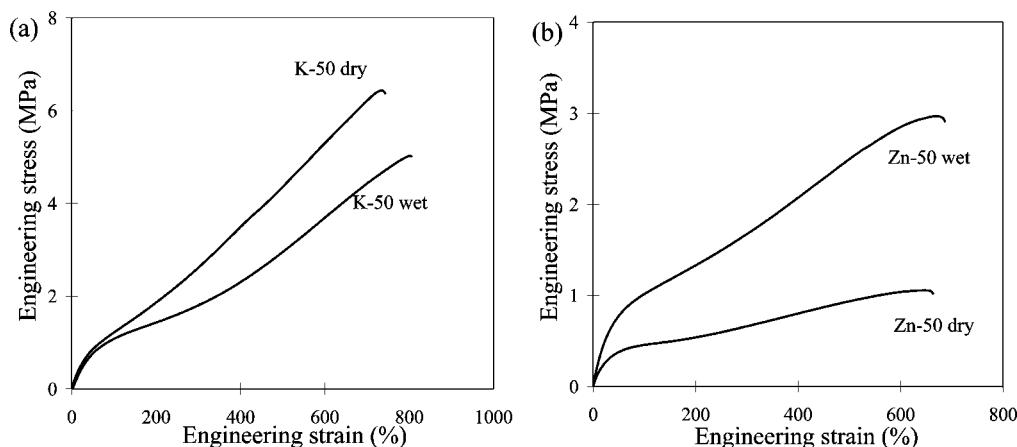 (a)
8
6
4
2
0
0 200 400 600 800 1000
Engineering stress (MPa)
Engineering strain (%)
K-50 dry
K-50 wet
(b)
4
3
2
1
0
0 200 400 600 800
Engineering stress (MPa)
Engineering strain (%)
Zn-50 wet
Zn-50 dry